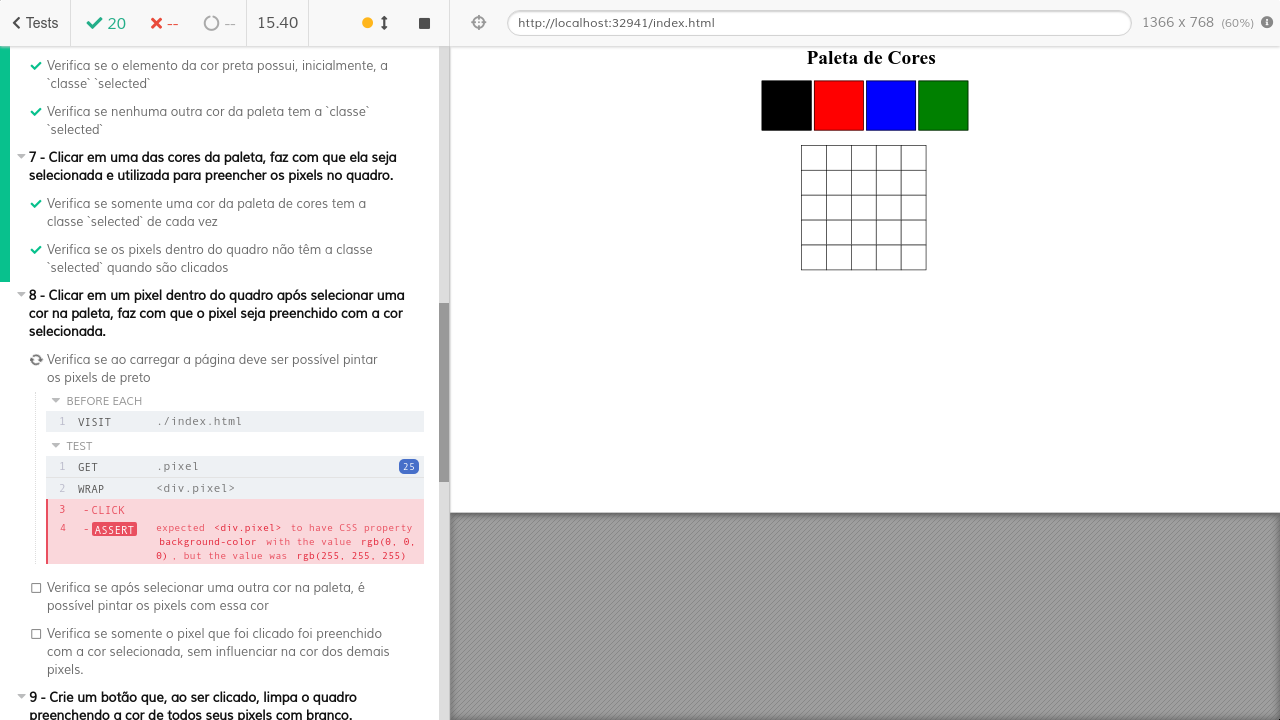 Tests
20
--
--
15.40
http://localhost:32941/index.html
1366 x 768 (60%)
Verifica se o elemento da cor preta possui, inicialmente, a
`classe` `selected`
Verifica se nenhuma outra cor da paleta tem a `classe`
`selected`
7 - Clicar em uma das cores da paleta, faz com que ela seja
selecionada e utilizada para preencher os pixels no quadro.
Verifica se somente uma cor da paleta de cores tem a
classe `selected` de cada vez
Verifica se os pixels dentro do quadro não têm a classe
`selected` quando são clicados
8 - Clicar em um pixel dentro do quadro após selecionar uma
cor na paleta, faz com que o pixel seja preenchido com a cor
selecionada.
Verifica se ao carregar a página deve ser possível pintar
os pixels de preto
BEFORE EACH
1 VISIT ./index.html
TEST
1 GET .pixel 25
2 WRAP <div.pixel>
3 -CLICK
4 -ASSERT expected <div.pixel> to have CSS property
background-color with the value rgb(0, 0,
0) , but the value was rgb(255, 255, 255)
Verifica se após selecionar uma outra cor na paleta, é
possível pintar os pixels com essa cor
Verifica se somente o pixel que foi clicado foi preenchido
com a cor selecionada, sem influenciar na cor dos demais
pixels.
9 - Crie um botão que, ao ser clicado, limpa o quadro
preenchendo a cor de todos seus pixels com branco.
Paleta de Cores